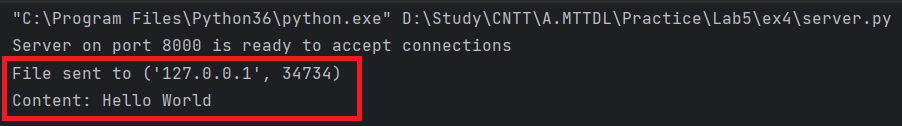 "C:\Program Files\Python36\python.exe" D:\Study\CNTT\A.MTTDL\Practice\Lab5\ex4\server.py
Server on port 8000 is ready to accept connections
File sent to ('127.0.0.1', 34734)
Content: Hello World